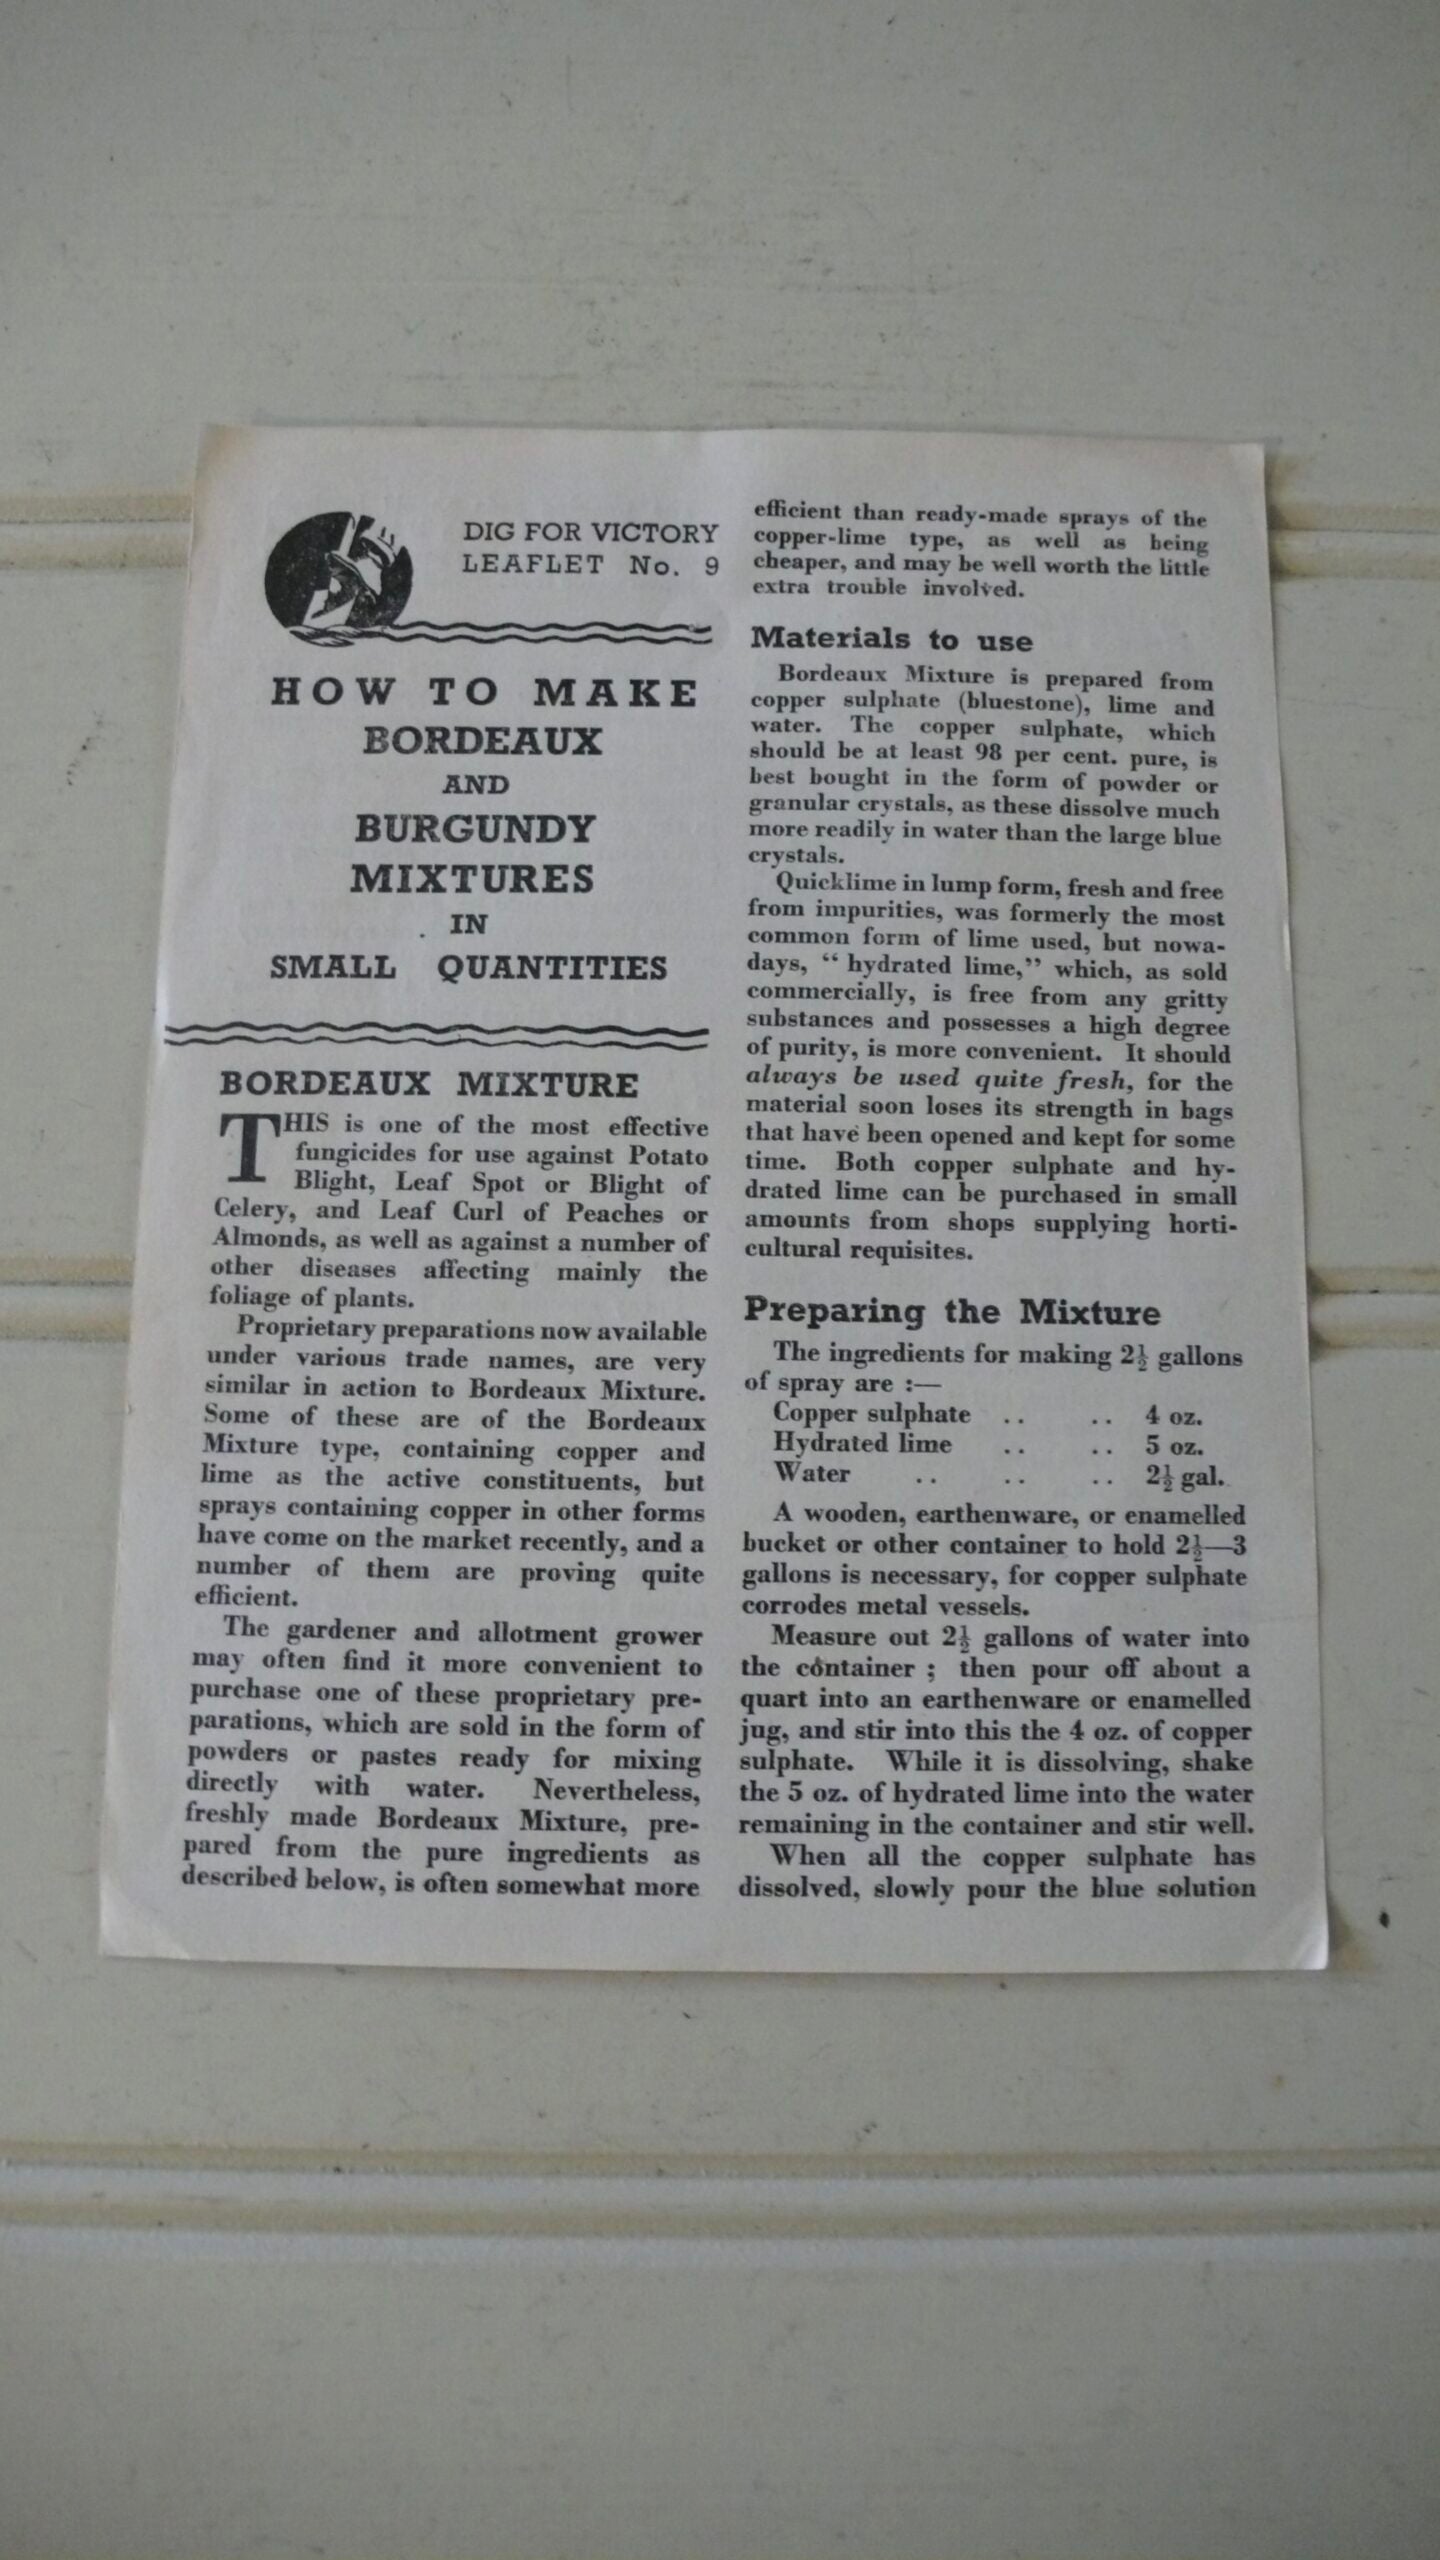 DIG FOR VICTORY
LEAFLET No. 9
HOW TO MAKE
BORDEAUX
AND
BURGUNDY
MIXTURES
IN
SMALL QUANTITIES
BORDEAUX MIXTURE
THIS is one of the most effective
fungicides for use against Potato
Blight, Leaf Spot or Blight of
Celery, and Leaf Curl of Peaches or
Almonds, as well as against a number of
other diseases affecting mainly the
foliage of plants.
Proprietary preparations now available
under various trade names, are very
similar in action to Bordeaux Mixture.
Some of these are of the Bordeaux
Mixture type, containing copper and
lime as the active constituents, but
sprays containing copper in other forms
have come on the market recently, and a
number of them are proving quite
efficient.
The gardener and allotment grower
may often find it more convenient to
purchase one of these proprietary pre-
parations, which are sold in the form of
powders or pastes ready for mixing
directly with water. Nevertheless,
freshly made Bordeaux Mixture, pre-
pared from the pure ingredients as
described below, is often somewhat more
efficient than ready-made sprays of the
copper-lime type, as well as being
cheaper, and may be well worth the little
extra trouble involved.
Materials to use
Bordeaux Mixture is prepared from
copper sulphate (bluestone), lime and
water. The copper sulphate, which
should be at least 98 per cent. pure, is
best bought in the form of powder or
granular crystals, as these dissolve much
more readily in water than the large blue
crystals.
Quicklime in lump form, fresh and free
from impurities, was formerly the most
common form of lime used, but nowa-
days, “ hydrated lime,” which, as sold
commercially, is free from any gritty
substances and possesses a high degree
of purity, is more convenient. It should
always be used quite fresh, for the
material soon loses its strength in bags
that have been opened and kept for some
time. Both copper sulphate and hy-
drated lime can be purchased in small
amounts from shops supplying horti-
cultural requisites.
Preparing the Mixture
The ingredients for making 2½ gallons
of spray are :—
Copper sulphate .. .. 4 oz.
Hydrated lime .. .. 5 oz.
Water .. .. .. 2½ gal.
A wooden, earthenware, or enamelled
bucket or other container to hold 2½—3
gallons is necessary, for copper sulphate
corrodes metal vessels.
Measure out 2½ gallons of water into
the container ; then pour off about a
quart into an earthenware or enamelled
jug, and stir into this the 4 oz. of copper
sulphate. While it is dissolving, shake
the 5 oz. of hydrated lime into the water
remaining in the container and stir well.
When all the copper sulphate has
dissolved, slowly pour the blue solution